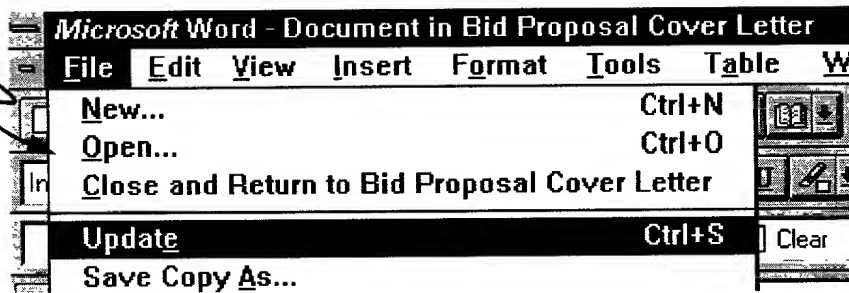 Microsoft Word - Document in Bid Proposal Cover Letter
File Edit View Insert Format Tools Table
New... Ctrl+N
Open... Ctrl+O
Close and Return to Bid Proposal Cover Letter
Update Ctrl+S
Clear
Save Copy As...